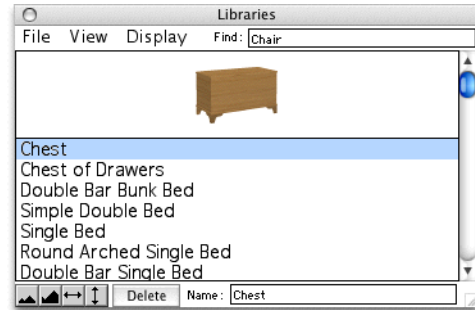 Libraries
File View Display Find: Chair
Chest
Chest of Drawers
Double Bar Bunk Bed
Simple Double Bed
Single Bed
Round Arched Single Bed
Double Bar Single Bed
Delete Name: Chest